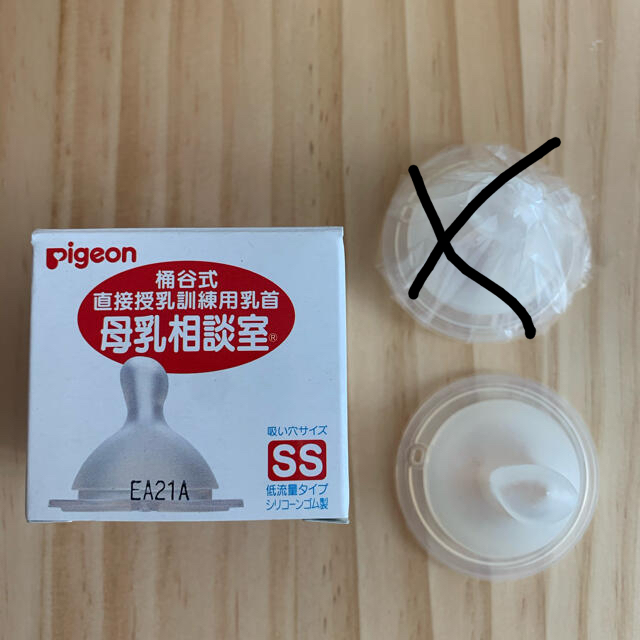 Pigeon
桶谷式
直接授乳訓練用乳首
母乳相談室®
吸い穴サイズ
SS
低流量タイプ
シリコーンゴム製
EA21A